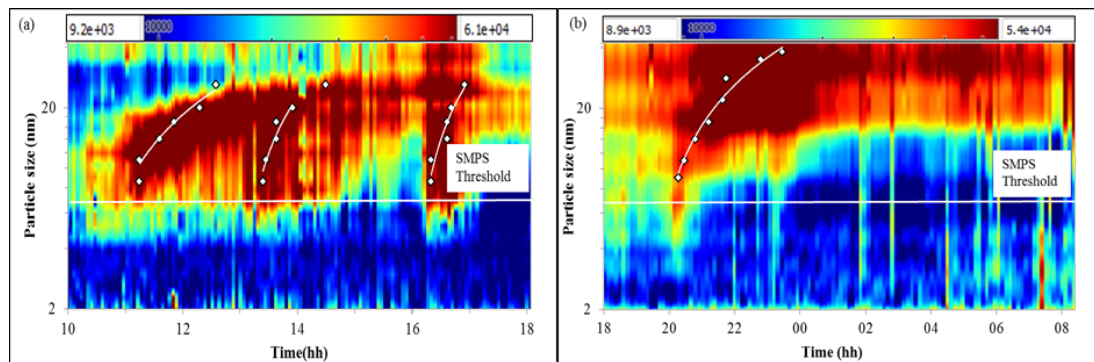 (a)
9.2e+03
10000
6.1e+04
Particle size (nm)
20
2
SMPS
Threshold
10
12
14
16
18
Time(hh)
(b)
8.9e+03
10000
5.4e+04
Particle size (nm)
20
2
SMPS
Threshold
18
20
22
00
02
04
06
08
Time (hh)